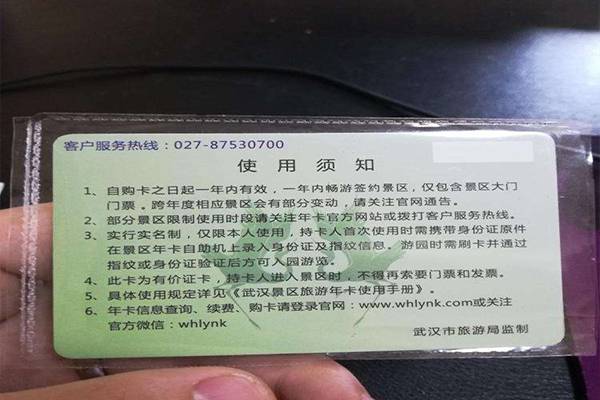 客户服务热线：027-87530700
使用须知
1、自购卡之日起一年内有效，一年内畅游签约景区，仅包含景区大门
门票。跨年度相应景区会有部分变动，请关注官网通告。
2、部分景区限制使用时段请关注年卡官方网站或拨打客户服务热线。
3、实行实名制，仅限本人使用，持卡人首次使用时需携带身份证原件
在景区年卡自助机上录入身份证及指纹信息。游园时需刷卡并通过
指纹或身份证验证后方可入园游览。
4、此卡为有价证卡，持卡人进入景区时，不得再索要门票和发票。
5、具体使用规定详见《武汉景区旅游年卡使用手册》。
6、年卡信息查询、续费、购卡请登录官网：www.whlynk.com或关注
官方微信：whlynk
武汉市旅游局监制